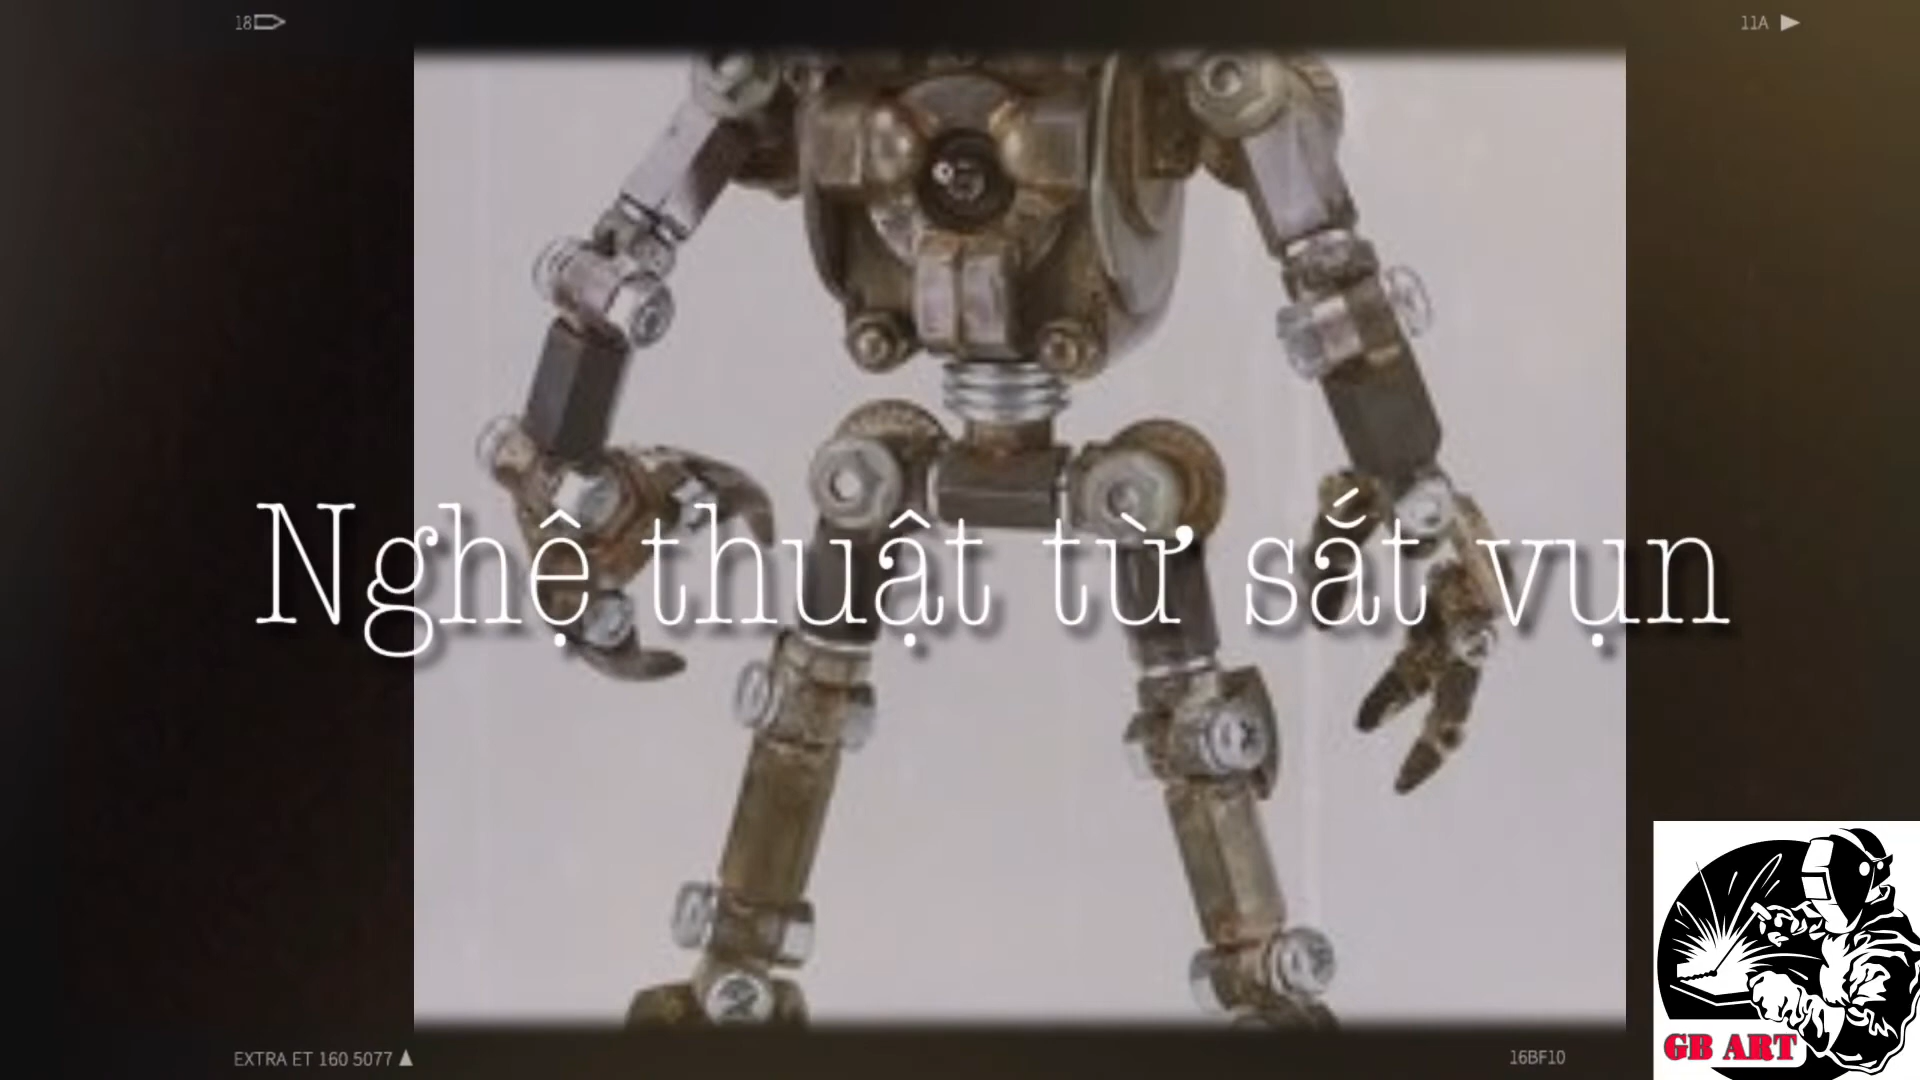 18
11A
Nghệ thuật từ sắt vụn
EXTRA ET 160 5077
16BF10
GB ART